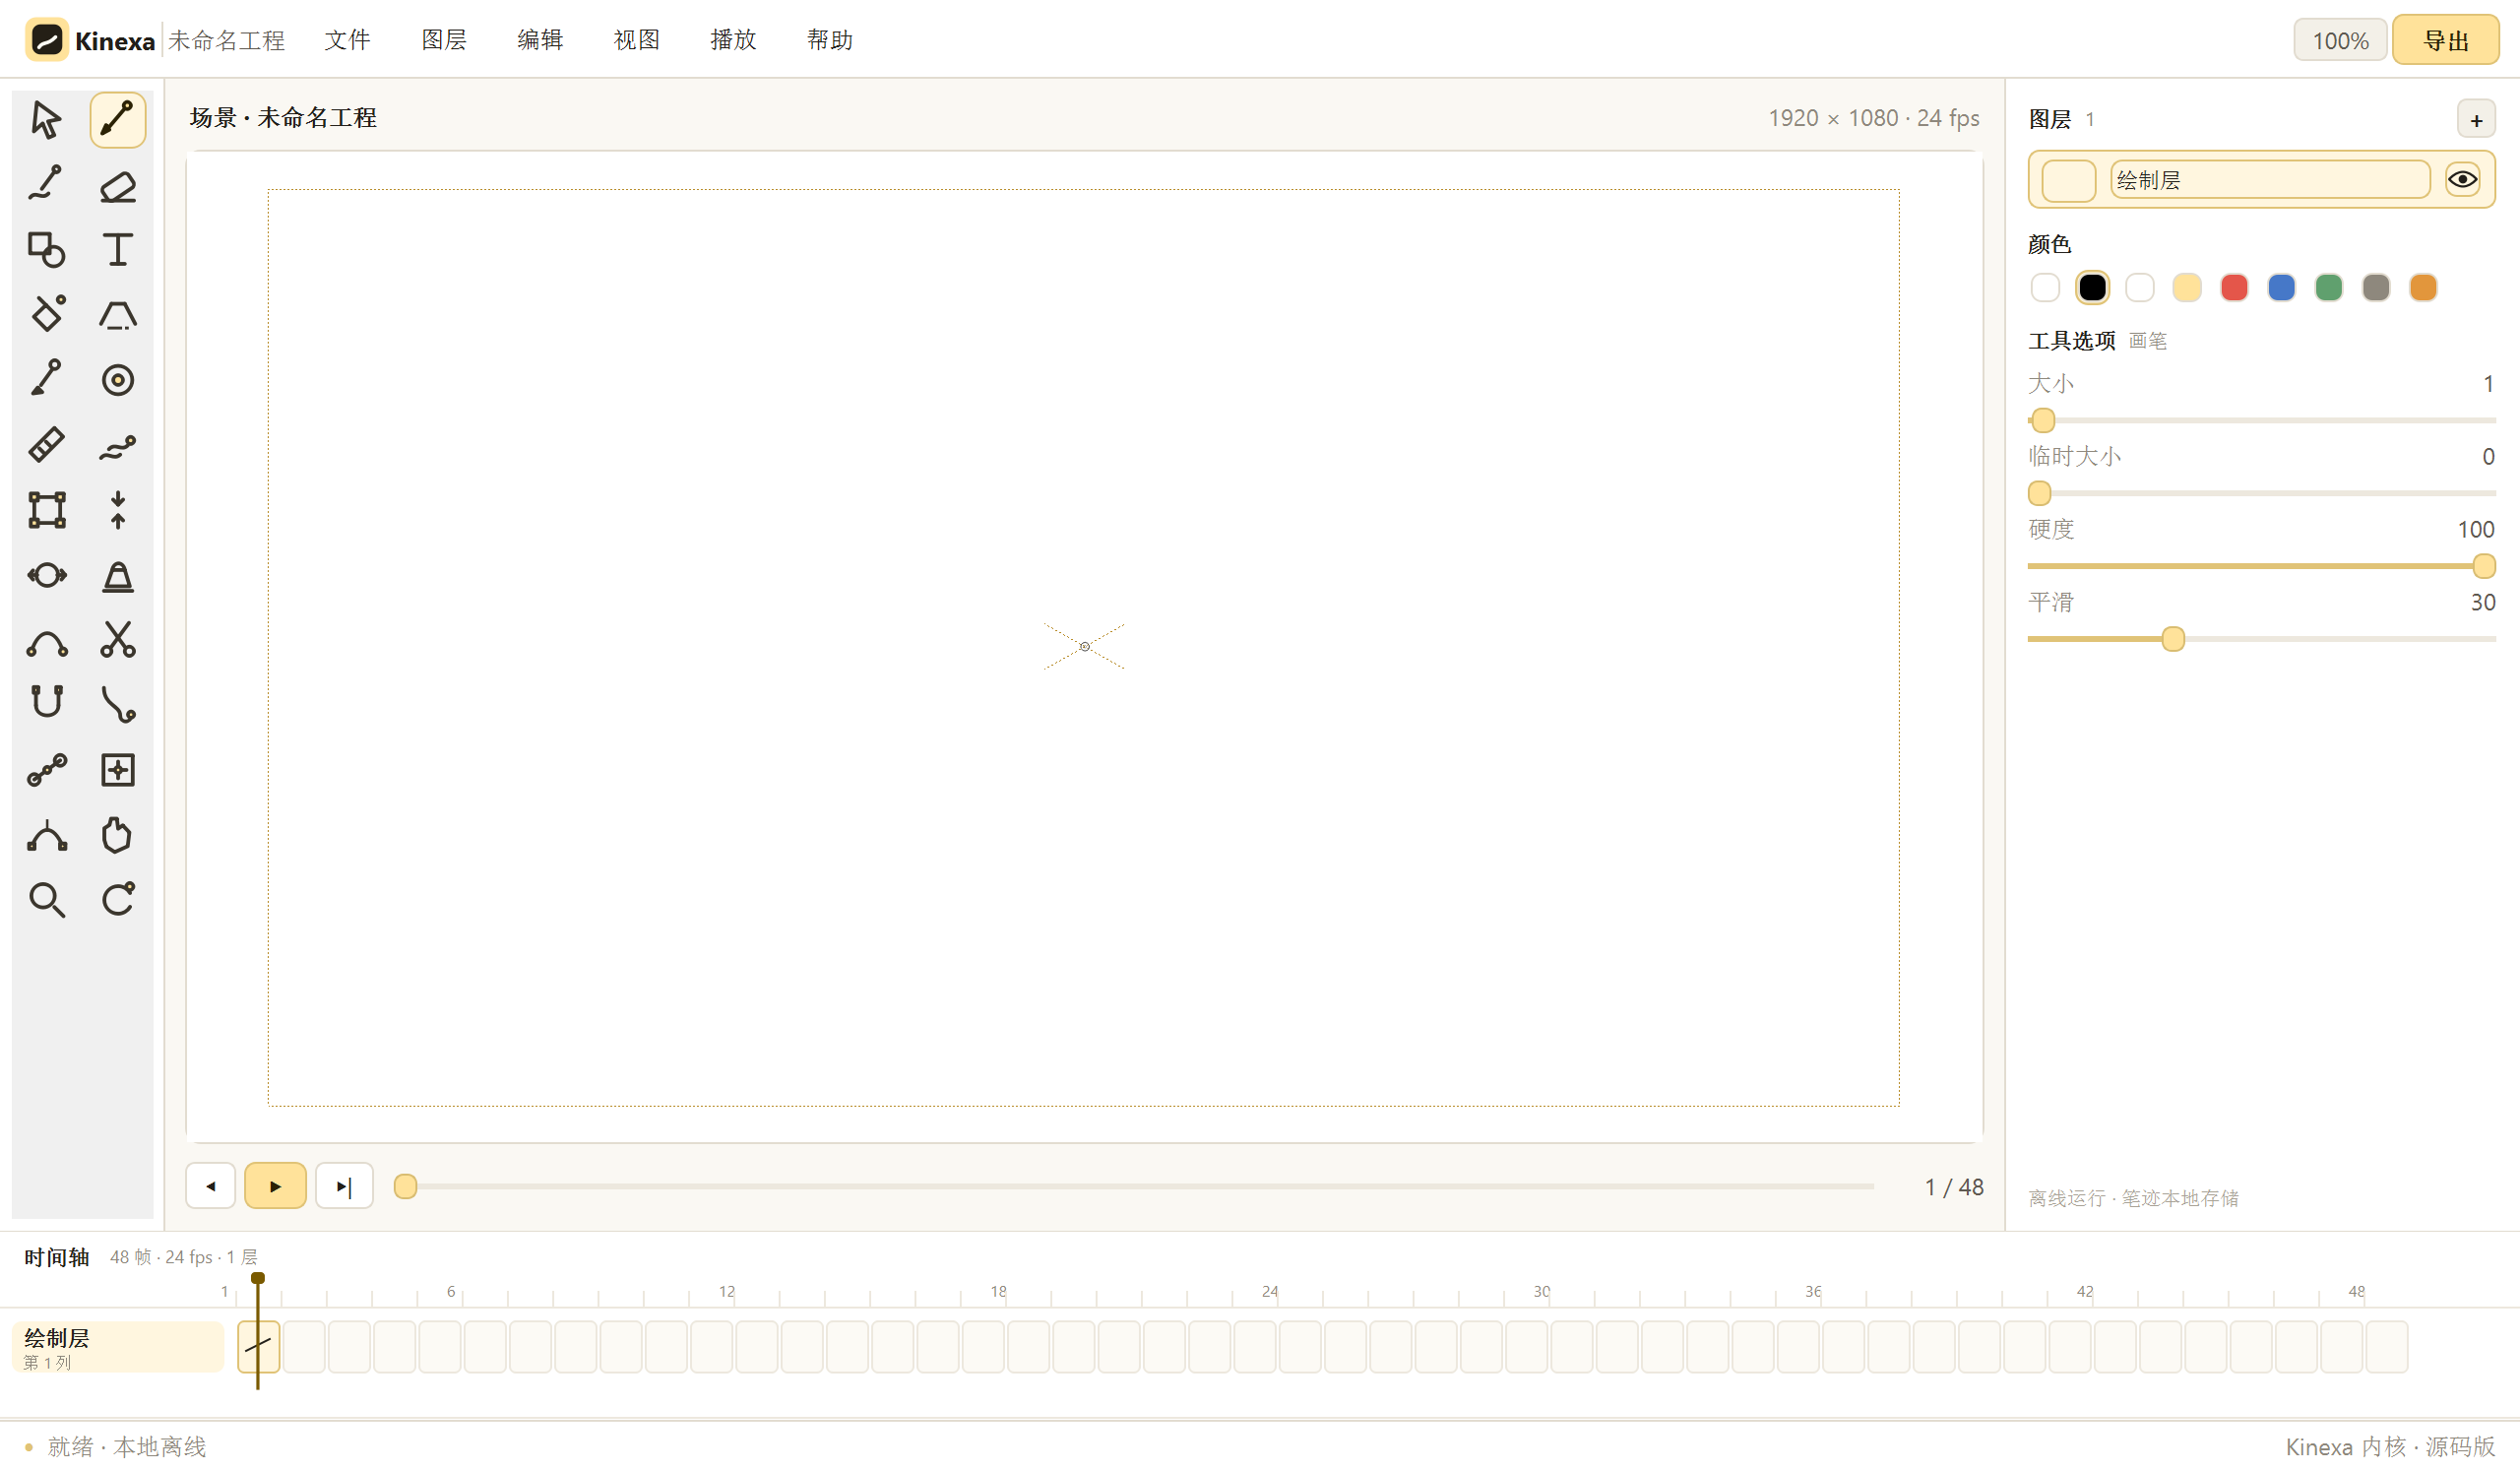 Kinexa 未命名工程 文件 图层 编辑 视图 播放 帮助 100% 导出
场景 · 未命名工程 1920 × 1080 · 24 fps
图层 1 +
绘制层
颜色
工具选项 画笔
大小 1
临时大小 0
硬度 100
平滑 30
1 / 48
离线运行 · 笔迹本地存储
时间轴 48 帧 · 24 fps · 1 层
1 6 12 18 24 30 36 42 48
绘制层
第 1 列
就绪 · 本地离线 Kinexa 内核 · 源码版